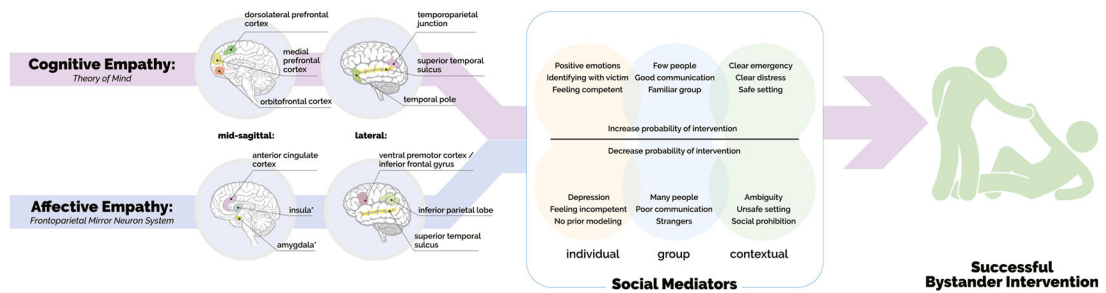 Cognitive Empathy:
Theory of Mind
dorsolateral prefrontal
cortex
medial
prefrontal
cortex
orbitofrontal cortex
temporoparietal
junction
superior temporal
sulcus
temporal pole
mid-sagittal:
lateral:
Affective Empathy:
Frontoparietal Mirror Neuron System
anterior cingulate
cortex
insula*
amygdala*
ventral premotor cortex /
inferior frontal gyrus
inferior parietal lobe
superior temporal
sulcus
Positive emotions
Identifying with victim
Feeling competent
Few people
Good communication
Familiar group
Clear emergency
Clear distress
Safe setting
Increase probability of intervention
Decrease probability of intervention
Depression
Feeling incompetent
No prior modeling
Many people
Poor communication
Strangers
Ambiguity
Unsafe setting
Social prohibition
individual
group
contextual
Social Mediators
Successful
Bystander Intervention